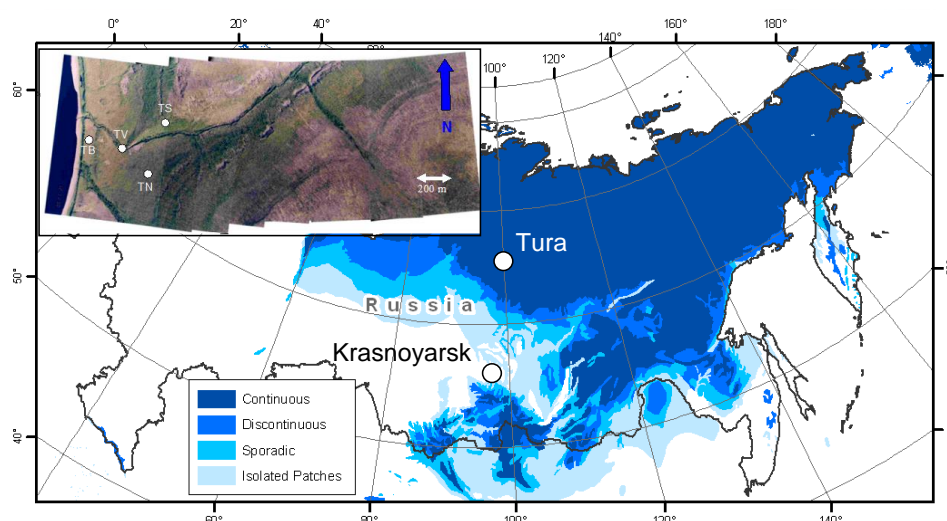 0°
20°
40°
140°
160°
180°
100°
120°
60°
TS
TV
TB
TN
N
200 m
Tura
50°
Russia
Krasnoyarsk
Continuous
Discontinuous
Sporadic
Isolated Patches
40°
60°
80°
100°
120°
140°